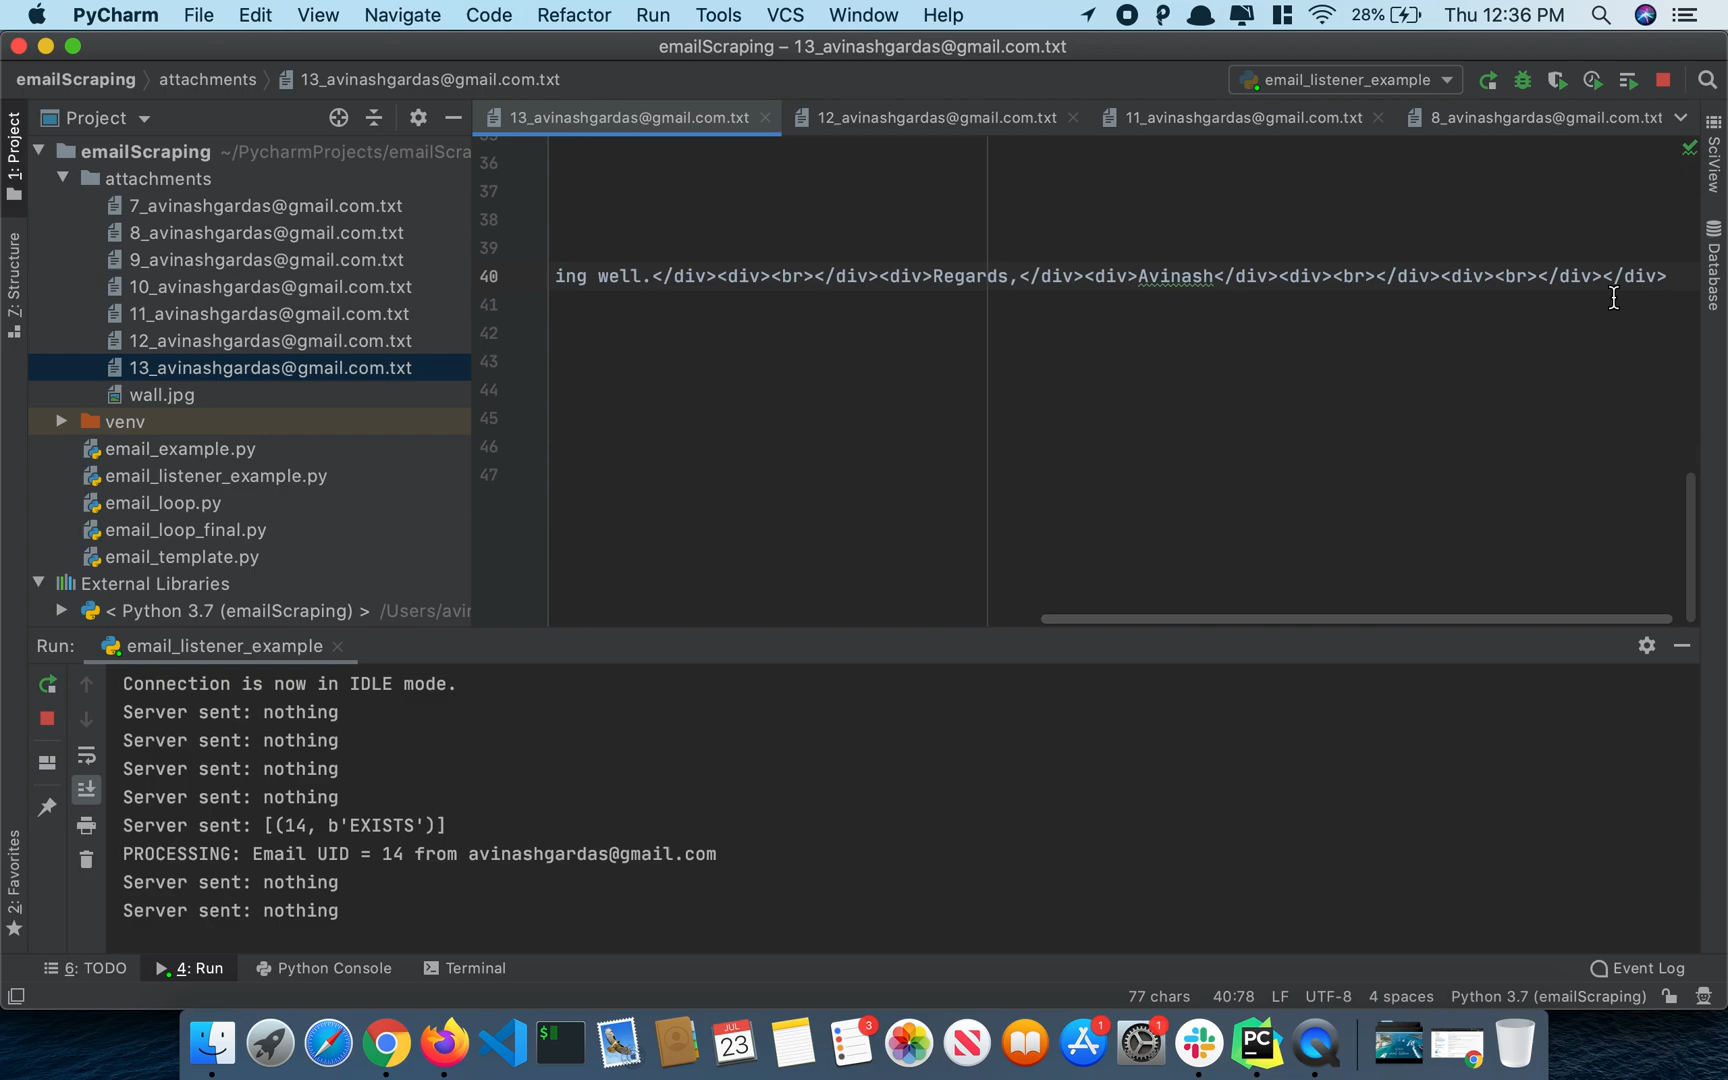 PyCharm File Edit View Navigate Code Refactor Run Tools VCS Window Help 28% Thu 12:36 PM
emailScraping – 13_avinashgardas@gmail.com.txt
emailScraping attachments 13_avinashgardas@gmail.com.txt email_listener_example
Project 13_avinashgardas@gmail.com.txt 12_avinashgardas@gmail.com.txt 11_avinashgardas@gmail.com.txt 8_avinashgardas@gmail.com.txt
1: Project
7: Structure
2: Favorites
SciView
Database
emailScraping ~/PycharmProjects/emailScra
attachments
7_avinashgardas@gmail.com.txt
8_avinashgardas@gmail.com.txt
9_avinashgardas@gmail.com.txt
10_avinashgardas@gmail.com.txt
11_avinashgardas@gmail.com.txt
12_avinashgardas@gmail.com.txt
13_avinashgardas@gmail.com.txt
wall.jpg
venv
email_example.py
email_listener_example.py
email_loop.py
email_loop_final.py
email_template.py
External Libraries
< Python 3.7 (emailScraping) > /Users/avin
35
36
37
38
39
40 ing well.</div><div><br></div><div>Regards,</div><div>Avinash</div><div><br></div><div><br></div></div>
41
42
43
44
45
46
47
Run: email_listener_example
Connection is now in IDLE mode.
Server sent: nothing
Server sent: nothing
Server sent: nothing
Server sent: nothing
Server sent: [(14, b'EXISTS')]
PROCESSING: Email UID = 14 from avinashgardas@gmail.com
Server sent: nothing
Server sent: nothing
6: TODO 4: Run Python Console Terminal Event Log
77 chars 40:78 LF UTF-8 4 spaces Python 3.7 (emailScraping)
$
JUL
23
3
1
1
PC